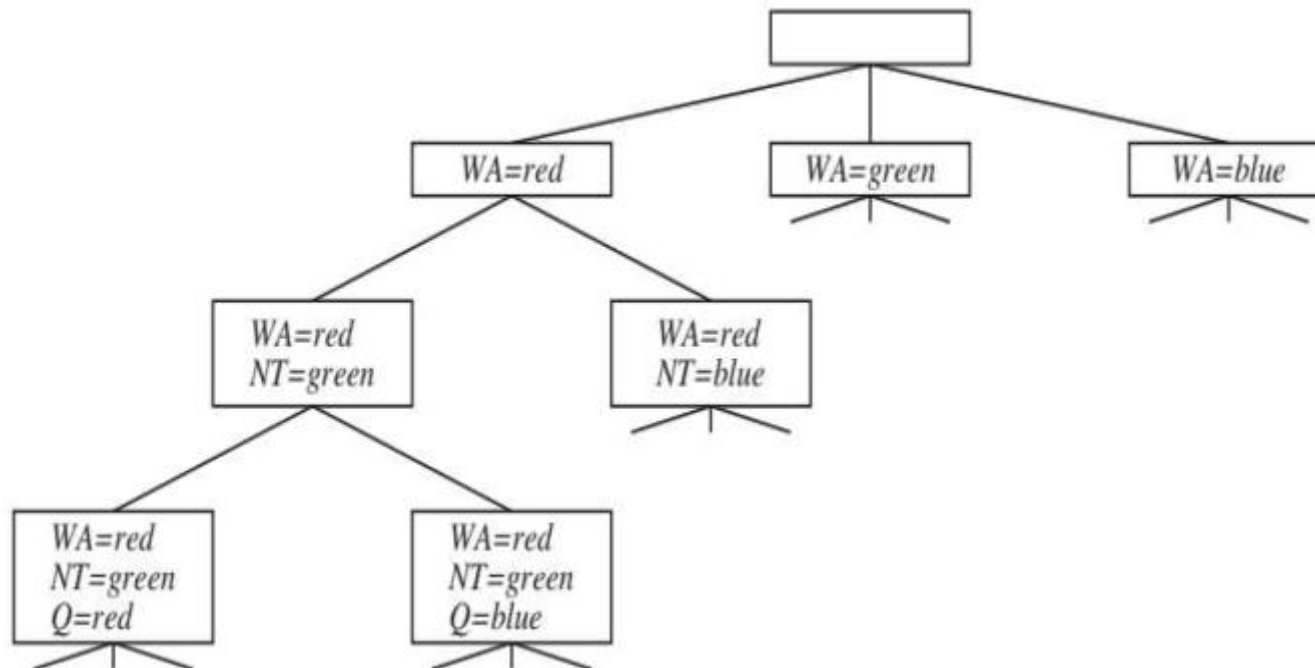 WA=red
WA=green
WA=blue
WA=red
NT=green
WA=red
NT=blue
WA=red
NT=green
Q=red
WA=red
NT=green
Q=blue